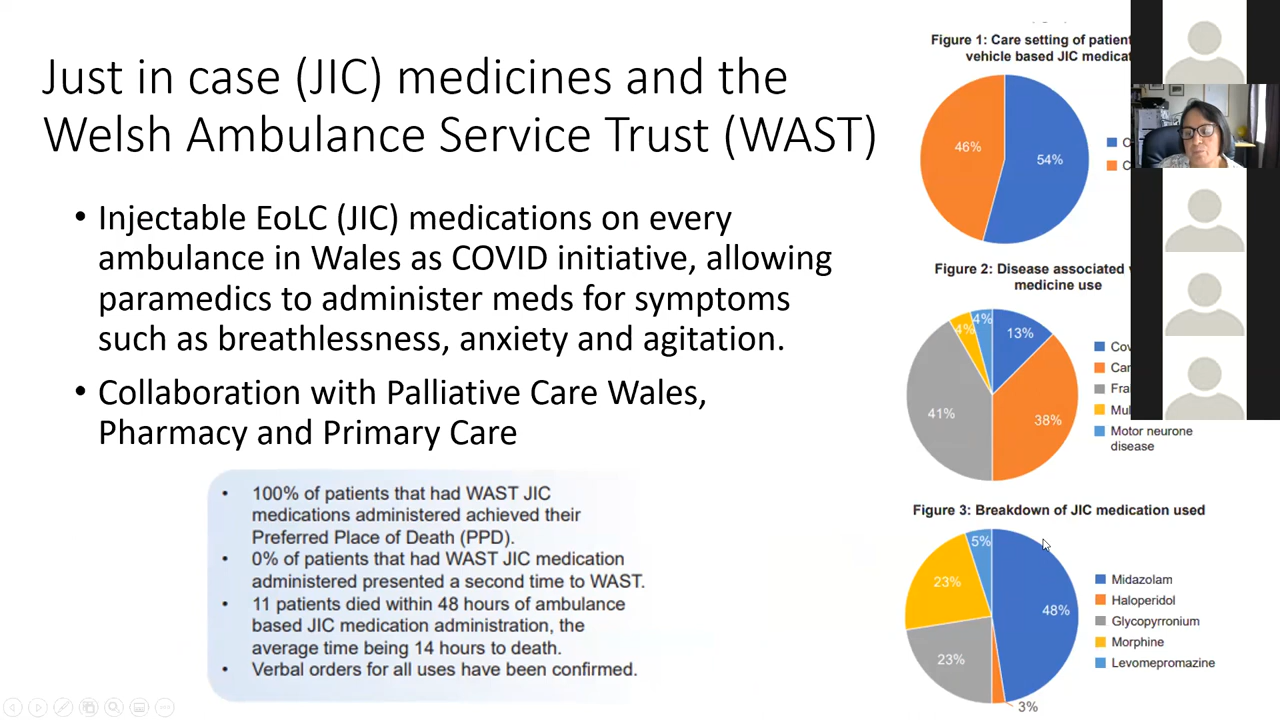 Just in case (JIC) medicines and the
Welsh Ambulance Service Trust (WAST)
• Injectable EoLC (JIC) medications on every
ambulance in Wales as COVID initiative, allowing
paramedics to administer meds for symptoms
such as breathlessness, anxiety and agitation.
• Collaboration with Palliative Care Wales,
Pharmacy and Primary Care
• 100% of patients that had WAST JIC
medications administered achieved their
Preferred Place of Death (PPD).
• 0% of patients that had WAST JIC medication
administered presented a second time to WAST.
• 11 patients died within 48 hours of ambulance
based JIC medication administration, the
average time being 14 hours to death.
• Verbal orders for all uses have been confirmed.
Figure 1: Care setting of patient
vehicle based JIC medicat
46%
54%
Figure 2: Disease associated
medicine use
4%
4%
13%
41%
38%
Cov
Can
Fra
Mul
Motor neurone
disease
Figure 3: Breakdown of JIC medication used
5%
23%
48%
23%
3%
Midazolam
Haloperidol
Glycopyrronium
Morphine
Levomepromazine